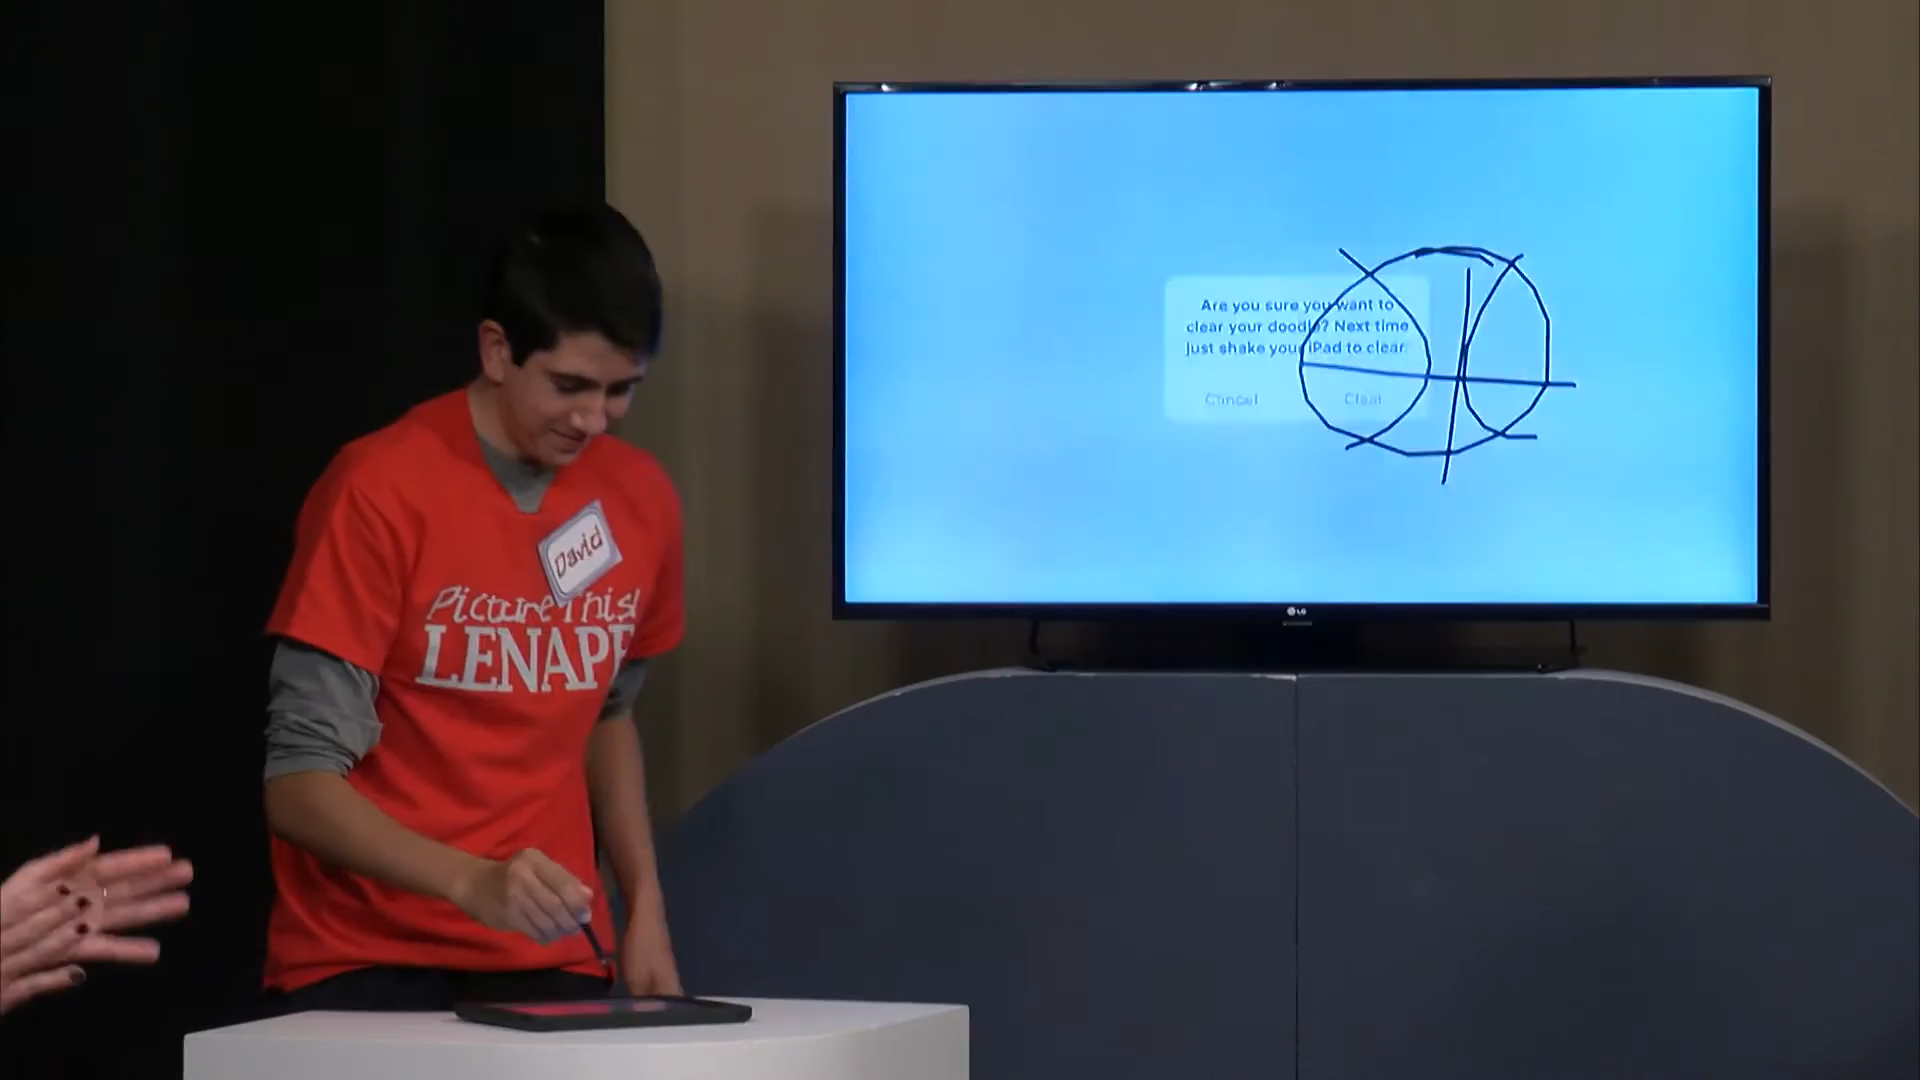 Are you sure you want to
clear your doodle? Next time
just shake your iPad to clear.
Cancel
Clear
LG
David
Picture This!
LENAPE